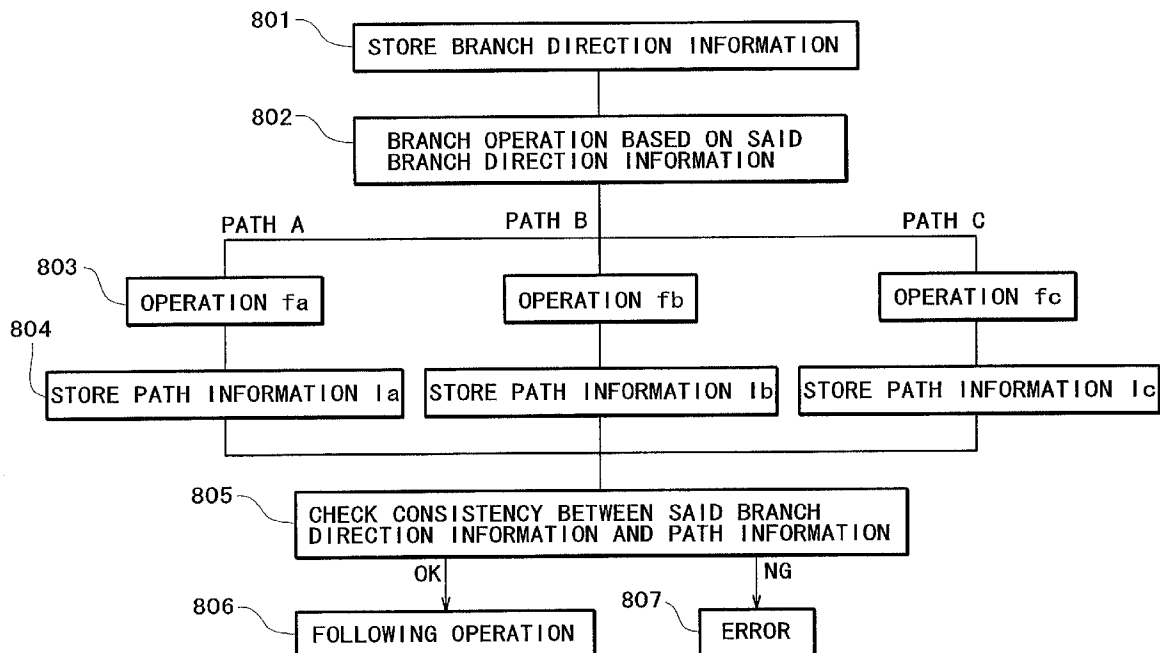 801
STORE BRANCH DIRECTION INFORMATION
802
BRANCH OPERATION BASED ON SAID
BRANCH DIRECTION INFORMATION
PATH A
PATH B
PATH C
803
OPERATION fa
OPERATION fb
OPERATION fc
804
STORE PATH INFORMATION Ia
STORE PATH INFORMATION Ib
STORE PATH INFORMATION Ic
805
CHECK CONSISTENCY BETWEEN SAID BRANCH
DIRECTION INFORMATION AND PATH INFORMATION
OK
NG
806
FOLLOWING OPERATION
807
ERROR